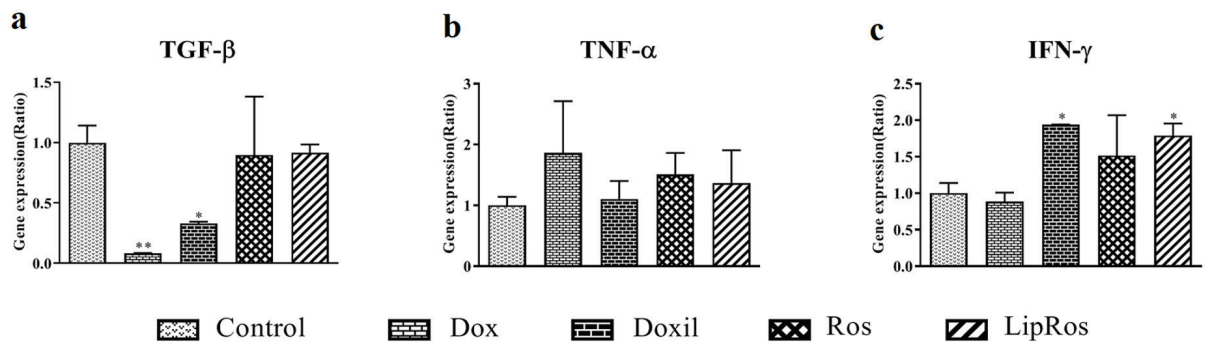 a
TGF-β
Gene expression(Ratio)
1.5
1.0
0.5
0.0
**
*
b
TNF-α
Gene expression(Ratio)
3
2
1
0
c
IFN-γ
Gene expression(Ratio)
2.5
2.0
1.5
1.0
0.5
0.0
*
*
Control Dox Doxil Ros LipRos